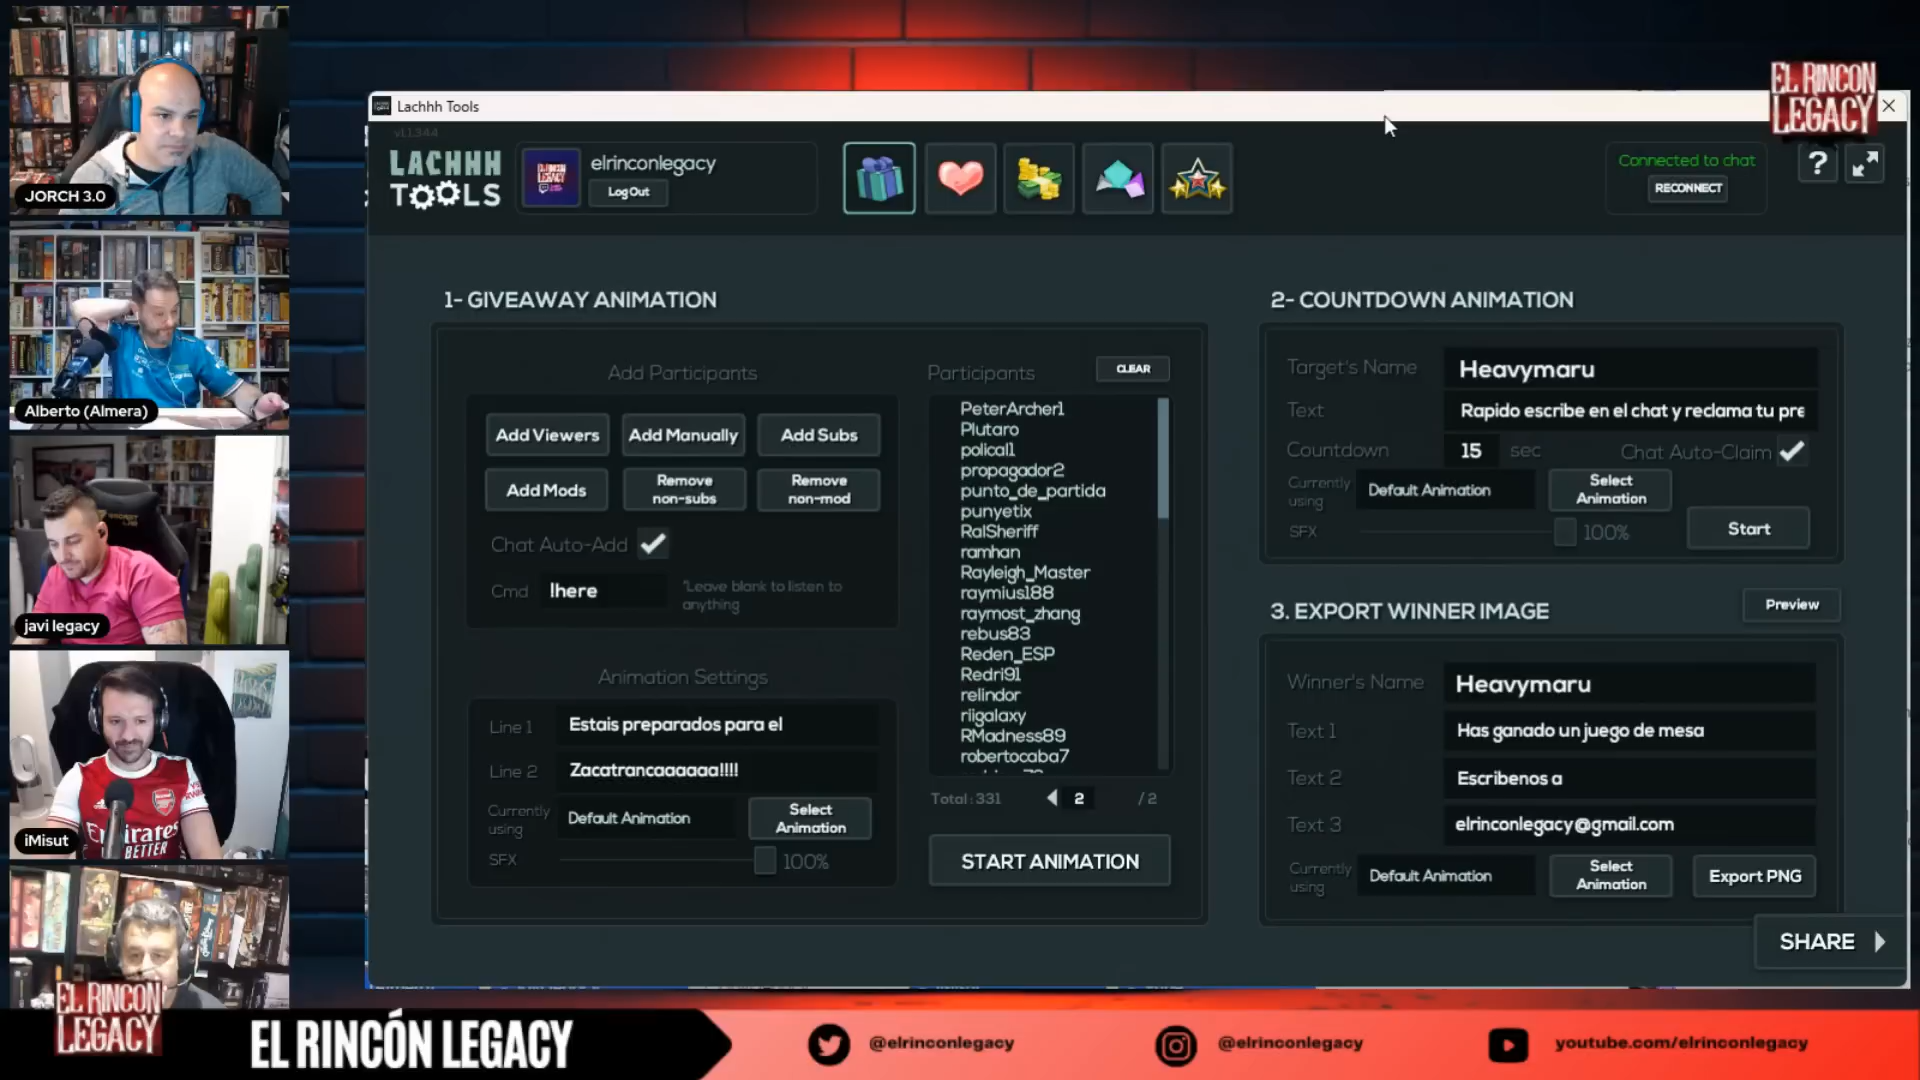 JORCH 3.0
Alberto (Almera)
javi legacy
iMisut
Lachhh Tools
v1.1.344
LACHHH
TOOLS
elrinconlegacy
Log Out
Connected to chat
RECONNECT
?
EL RINCON
LEGACY
1- GIVEAWAY ANIMATION
Add Participants
Add Viewers
Add Manually
Add Subs
Add Mods
Remove
non-subs
Remove
non-mod
Chat Auto-Add
Cmd
!here
*Leave blank to listen to
anything
Animation Settings
Line 1
Estais preparados para el
Line 2
Zacatrancaaaaaa!!!!
Currently
using
Default Animation
Select
Animation
SFX
100%
Participants
CLEAR
PeterArcher1
Plutaro
polical1
propagador2
punto_de_partida
punyetix
RalSheriff
ramhan
Rayleigh_Master
raymius188
raymost_zhang
rebus83
Reden_ESP
Redri91
relindor
riigalaxy
RMadness89
robertocaba7
Total : 331
2
/ 2
START ANIMATION
2- COUNTDOWN ANIMATION
Target's Name
Heavymaru
Text
Rapido escribe en el chat y reclama tu pre
Countdown
15
sec
Chat Auto-Claim
Currently
using
Default Animation
Select
Animation
SFX
100%
Start
3. EXPORT WINNER IMAGE
Preview
Winner's Name
Heavymaru
Text 1
Has ganado un juego de mesa
Text 2
Escribenos a
Text 3
elrinconlegacy@gmail.com
Currently
using
Default Animation
Select
Animation
Export PNG
SHARE
EL RINCON
LEGACY
EL RINCÓN LEGACY
@elrinconlegacy
@elrinconlegacy
youtube.com/elrinconlegacy